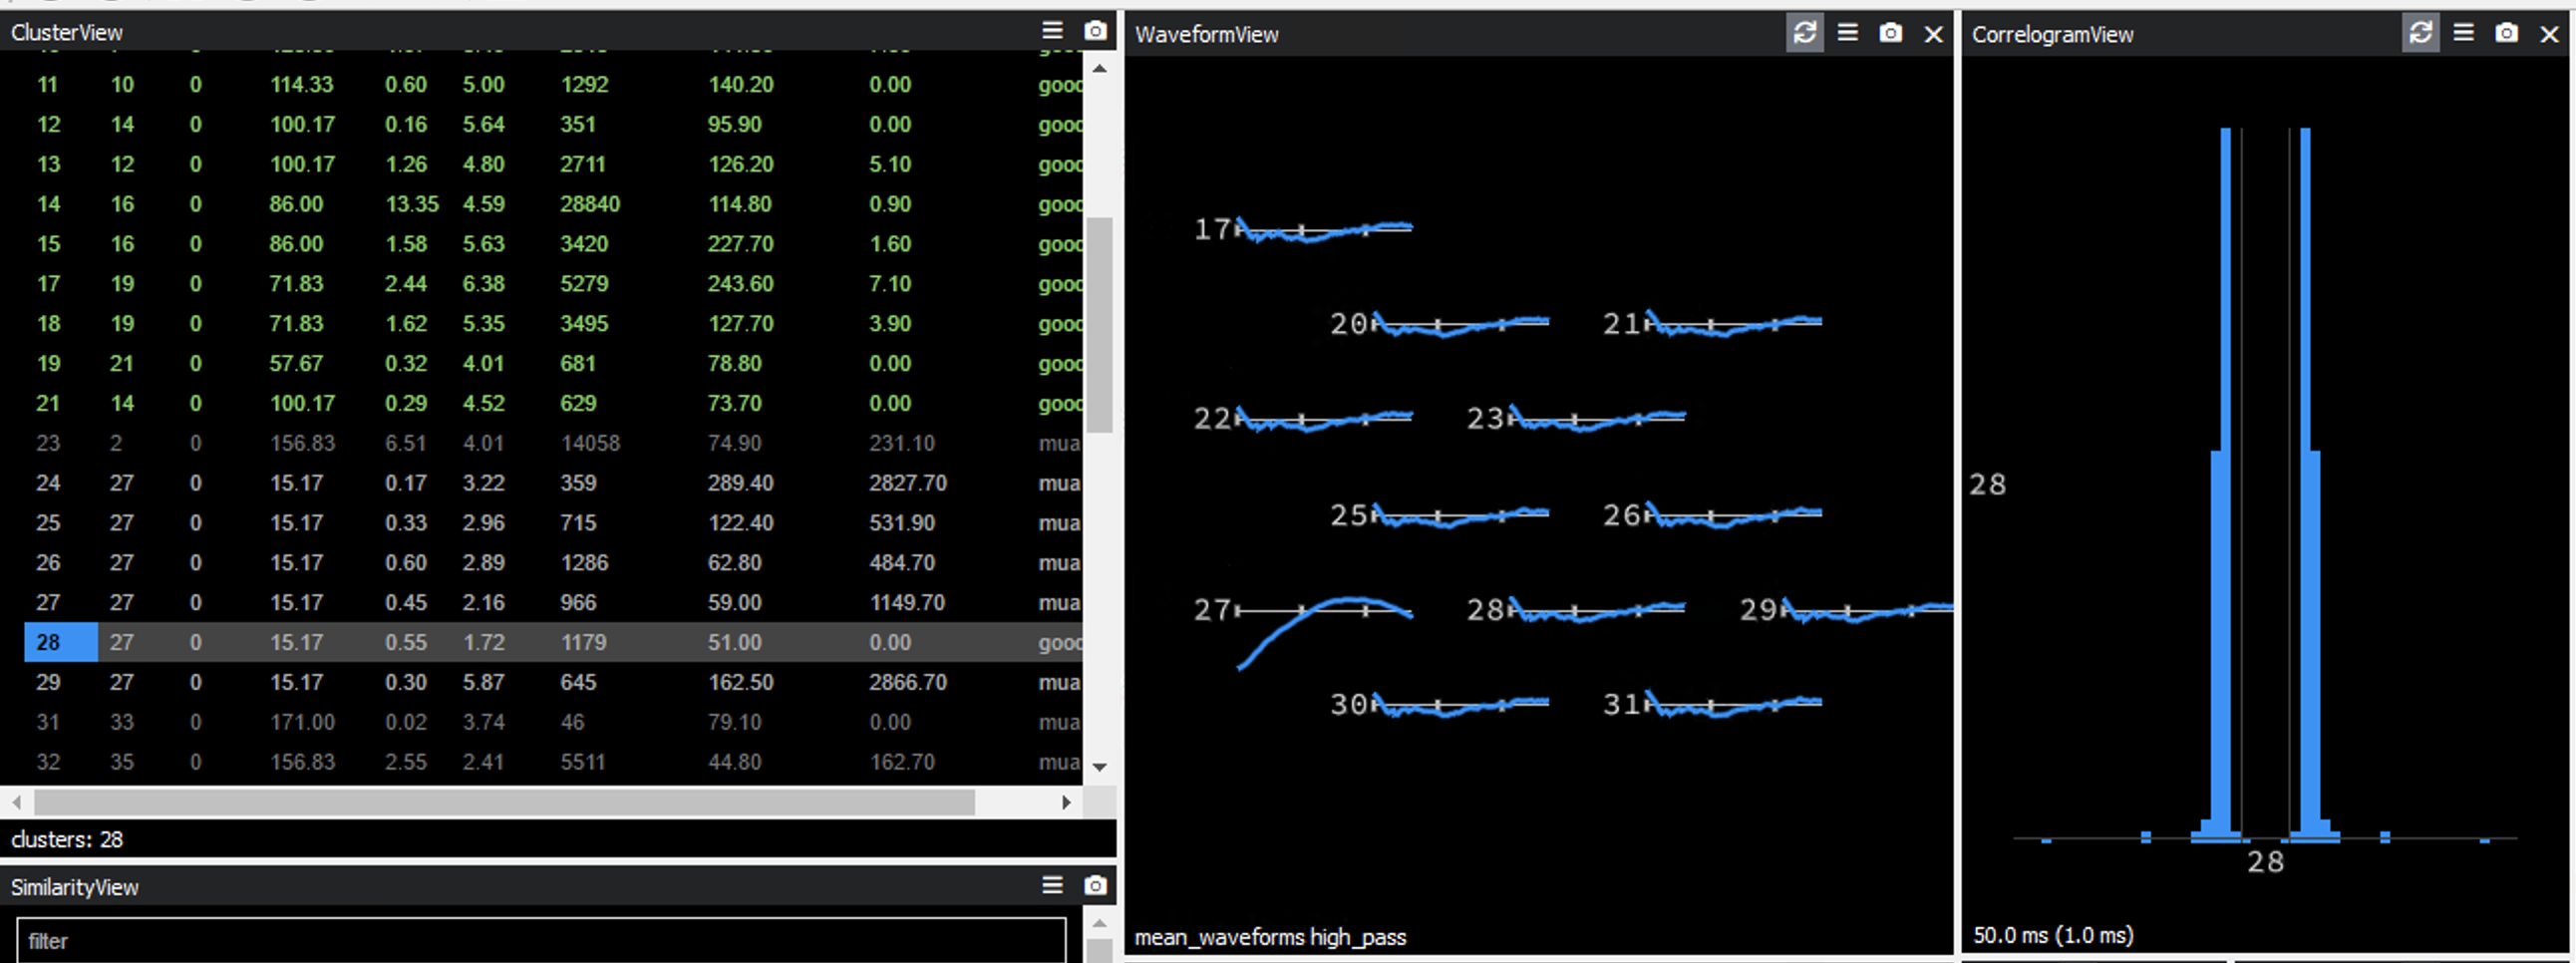 ClusterView
11 10 0 114.33 0.60 5.00 1292 140.20 0.00 good
12 14 0 100.17 0.16 5.64 351 95.90 0.00 good
13 12 0 100.17 1.26 4.80 2711 126.20 5.10 good
14 16 0 86.00 13.35 4.59 28840 114.80 0.90 good
15 16 0 86.00 1.58 5.63 3420 227.70 1.60 good
17 19 0 71.83 2.44 6.38 5279 243.60 7.10 good
18 19 0 71.83 1.62 5.35 3495 127.70 3.90 good
19 21 0 57.67 0.32 4.01 681 78.80 0.00 good
21 14 0 100.17 0.29 4.52 629 73.70 0.00 good
23 2 0 156.83 6.51 4.01 14058 74.90 231.10 mua
24 27 0 15.17 0.17 3.22 359 289.40 2827.70 mua
25 27 0 15.17 0.33 2.96 715 122.40 531.90 mua
26 27 0 15.17 0.60 2.89 1286 62.80 484.70 mua
27 27 0 15.17 0.45 2.16 966 59.00 1149.70 mua
28 27 0 15.17 0.55 1.72 1179 51.00 0.00 good
29 27 0 15.17 0.30 5.87 645 162.50 2866.70 mua
31 33 0 171.00 0.02 3.74 46 79.10 0.00 mua
32 35 0 156.83 2.55 2.41 5511 44.80 162.70 mua
clusters: 28
SimilarityView
filter
WaveformView
17
20 21
22 23
25 26
27 28 29
30 31
mean_waveforms high_pass
CorrelogramView
28
28
50.0 ms (1.0 ms)